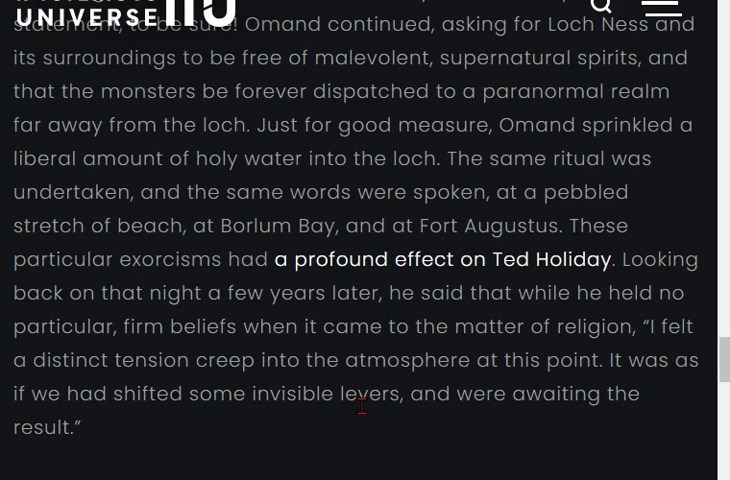 UNIVERSE
statement, to be sure! Omand continued, asking for Loch Ness and
its surroundings to be free of malevolent, supernatural spirits, and
that the monsters be forever dispatched to a paranormal realm
far away from the loch. Just for good measure, Omand sprinkled a
liberal amount of holy water into the loch. The same ritual was
undertaken, and the same words were spoken, at a pebbled
stretch of beach, at Borlum Bay, and at Fort Augustus. These
particular exorcisms had a profound effect on Ted Holiday. Looking
back on that night a few years later, he said that while he held no
particular, firm beliefs when it came to the matter of religion, “I felt
a distinct tension creep into the atmosphere at this point. It was as
if we had shifted some invisible levers, and were awaiting the
result.”